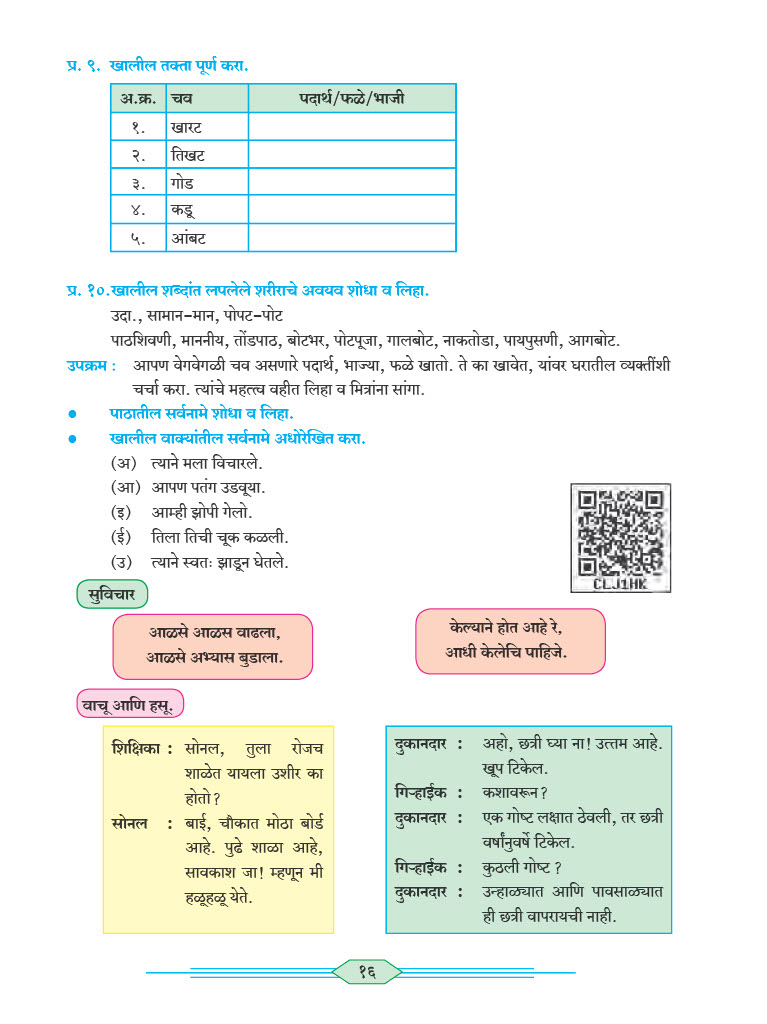 प्र. ९. खालील तक्ता पूर्ण करा.
अ.क्र. चव पदार्थ/फळे/भाजी
१. खारट
२. तिखट
३. गोड
४. कडू
५. आंबट
प्र. १०.खालील शब्दांत लपलेले शरीराचे अवयव शोधा व लिहा.
उदा., सामान-मान, पोपट-पोट
पाठशिवणी, माननीय, तोंडपाठ, बोटभर, पोटपूजा, गालबोट, नाकतोडा, पायपुसणी, आगबोट.
उपक्रम : आपण वेगवेगळी चव असणारे पदार्थ, भाज्या, फळे खातो. ते का खावेत, यांवर घरातील व्यक्तींशी
चर्चा करा. त्यांचे महत्त्व वहीत लिहा व मित्रांना सांगा.
● पाठातील सर्वनामे शोधा व लिहा.
● खालील वाक्यांतील सर्वनामे अधोरेखित करा.
(अ) त्याने मला विचारले.
(आ) आपण पतंग उडवूया.
(इ) आम्ही झोपी गेलो.
(ई) तिला तिची चूक कळली.
(उ) त्याने स्वतः झाडून घेतले.
CLJ1HK
सुविचार
आळसे आळस वाढला,
आळसे अभ्यास बुडाला.
केल्याने होत आहे रे,
आधी केलेचि पाहिजे.
वाचू आणि हसू.
शिक्षिका : सोनल, तुला रोजच
शाळेत यायला उशीर का
होतो?
सोनल : बाई, चौकात मोठा बोर्ड
आहे. पुढे शाळा आहे,
सावकाश जा! म्हणून मी
हळूहळू येते.
दुकानदार : अहो, छत्री घ्या ना! उत्तम आहे.
खूप टिकेल.
गिऱ्हाईक : कशावरून?
दुकानदार : एक गोष्ट लक्षात ठेवली, तर छत्री
वर्षांनुवर्षे टिकेल.
गिऱ्हाईक : कुठली गोष्ट ?
दुकानदार : उन्हाळ्यात आणि पावसाळ्यात
ही छत्री वापरायची नाही.
१६